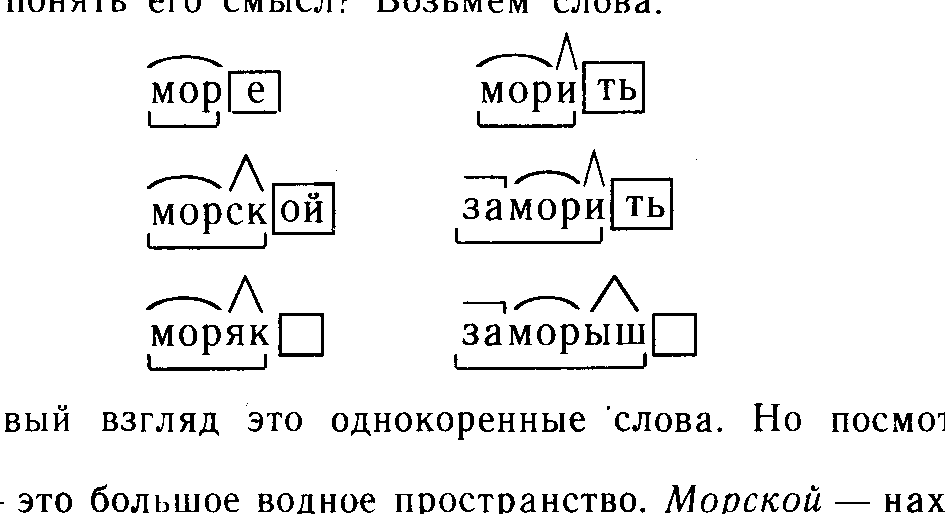 понять его смысл? Возьмем слова:
море морить
морской заморить
моряк заморыш
вый взгляд это однокоренные слова. Но посмот
— это большое водное пространство. Морской — нах